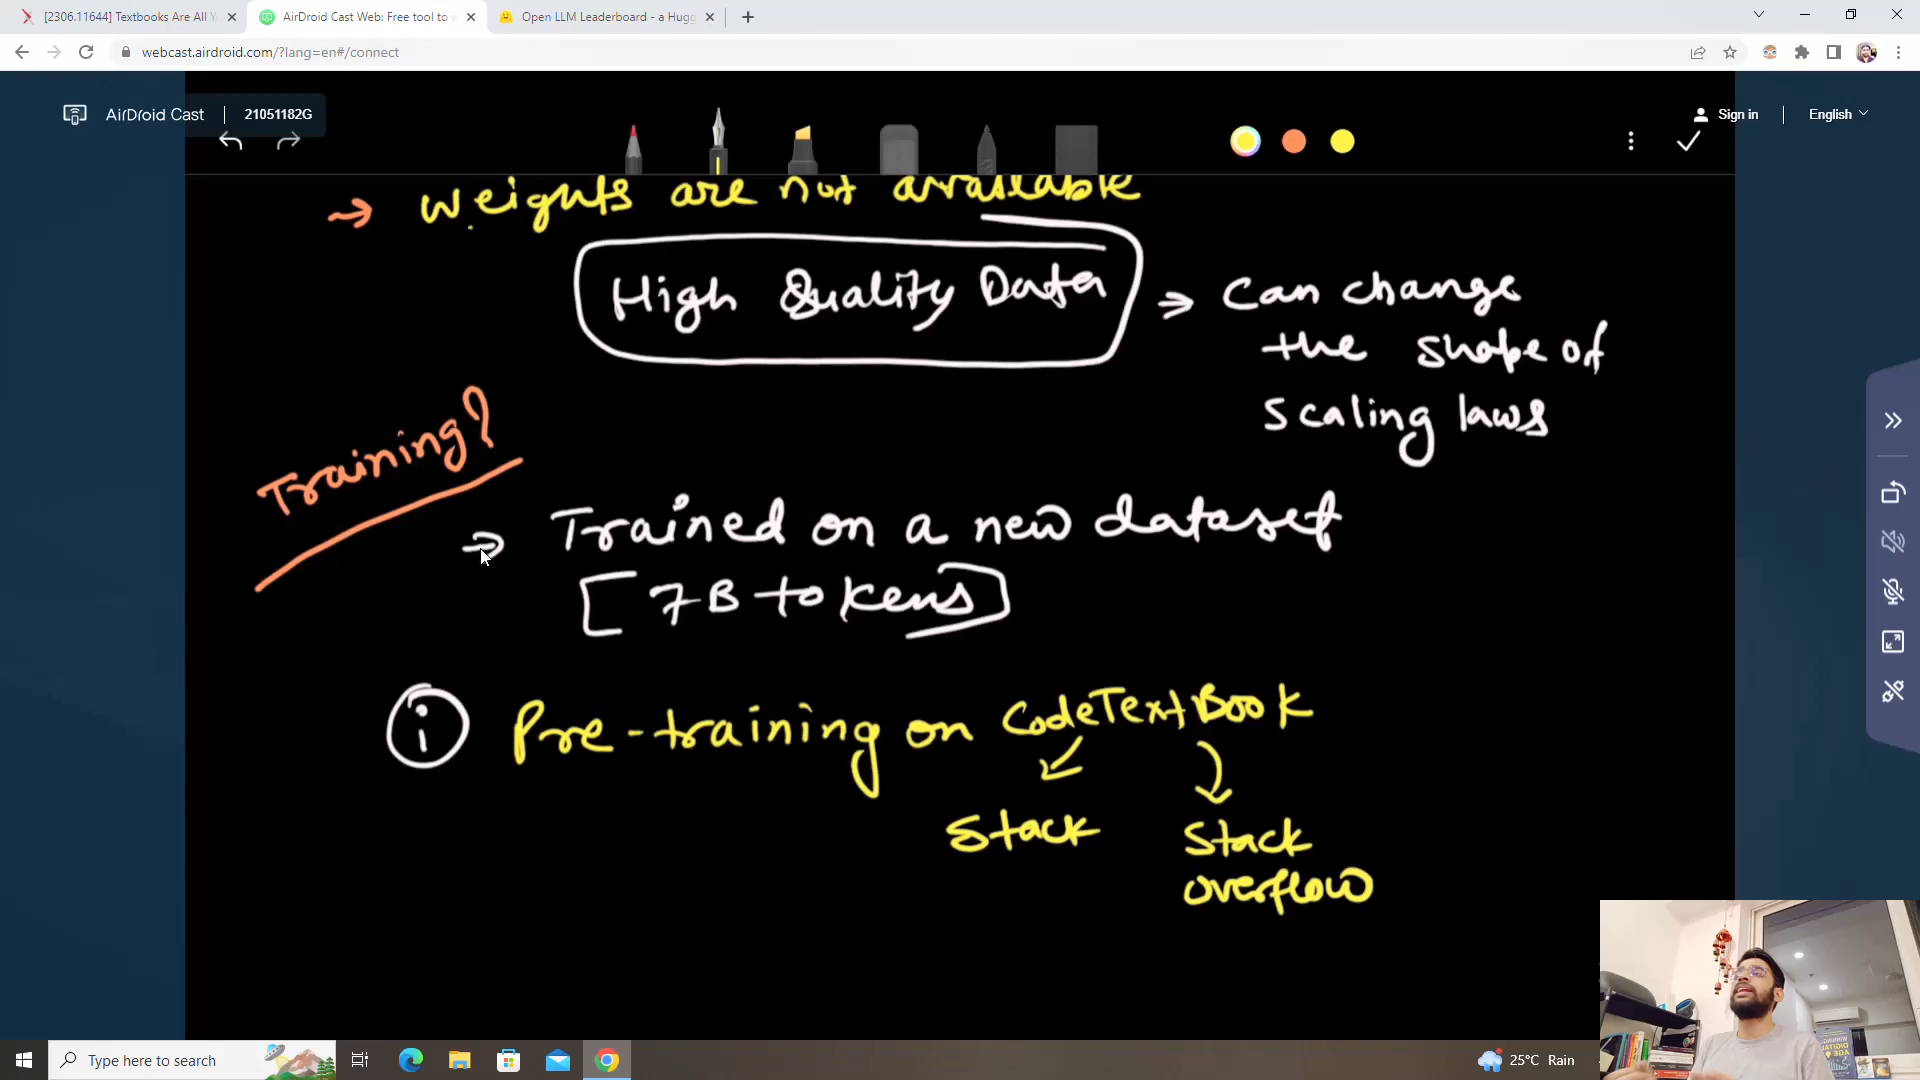 [2306.11644] Textbooks Are All Y
AirDroid Cast Web: Free tool to
Open LLM Leaderboard - a Hugg
webcast.airdroid.com/?lang=en#/connect
AirDroid Cast
21051182G
Sign in
English
→ weights are not available
High Quality Data → can change
the shape of
scaling laws
Training?
→ Trained on a new dataset
[7B tokens]
i Pre-training on CodeTextBook
Stack
Stack
overflow
Type here to search
25°C Rain